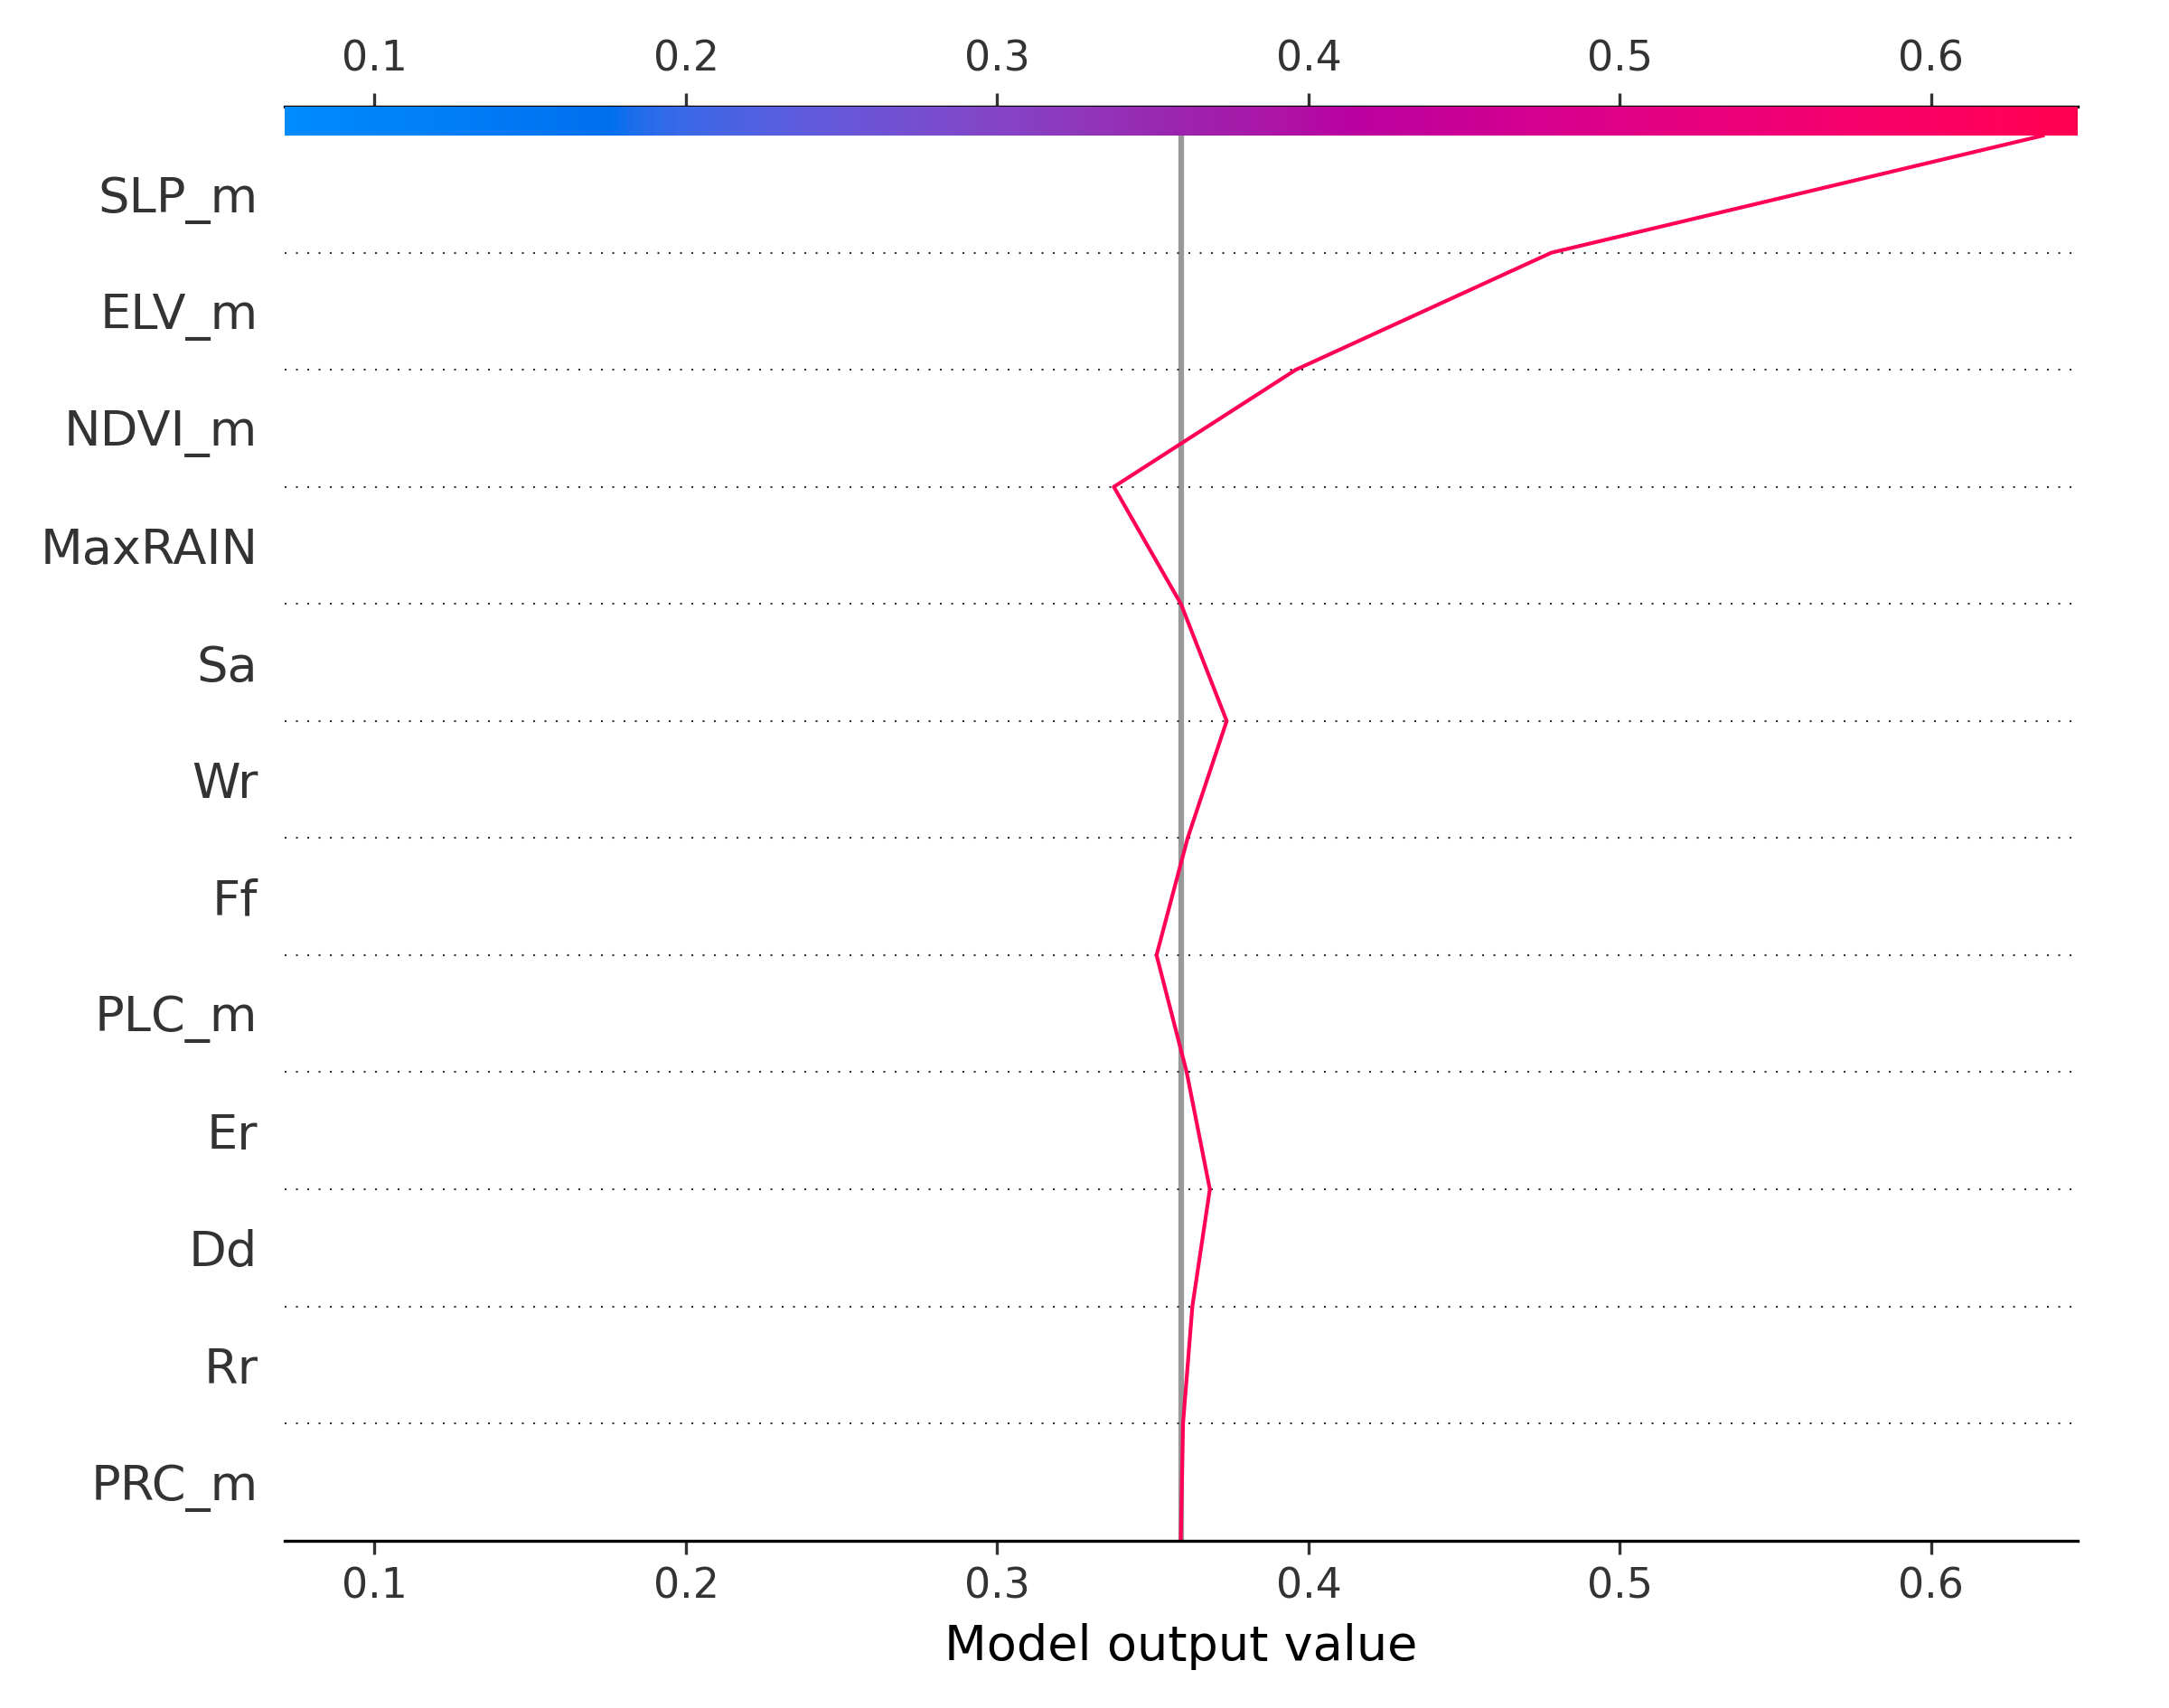 0.1 0.2 0.3 0.4 0.5 0.6
SLP_m
ELV_m
NDVI_m
MaxRAIN
Sa
Wr
Ff
PLC_m
Er
Dd
Rr
PRC_m
0.1 0.2 0.3 0.4 0.5 0.6
Model output value